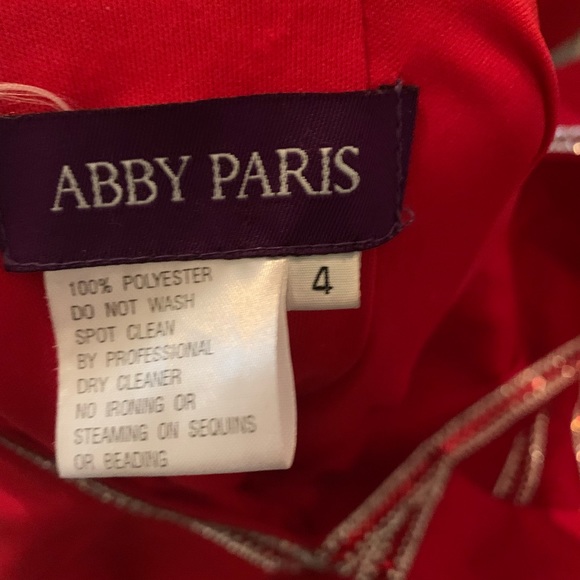 ABBY PARIS
4
100% POLYESTER
DO NOT WASH
SPOT CLEAN
BY PROFESSIONAL
DRY CLEANER
NO IRONING OR
STEAMING ON SEQUINS
OR BEADING